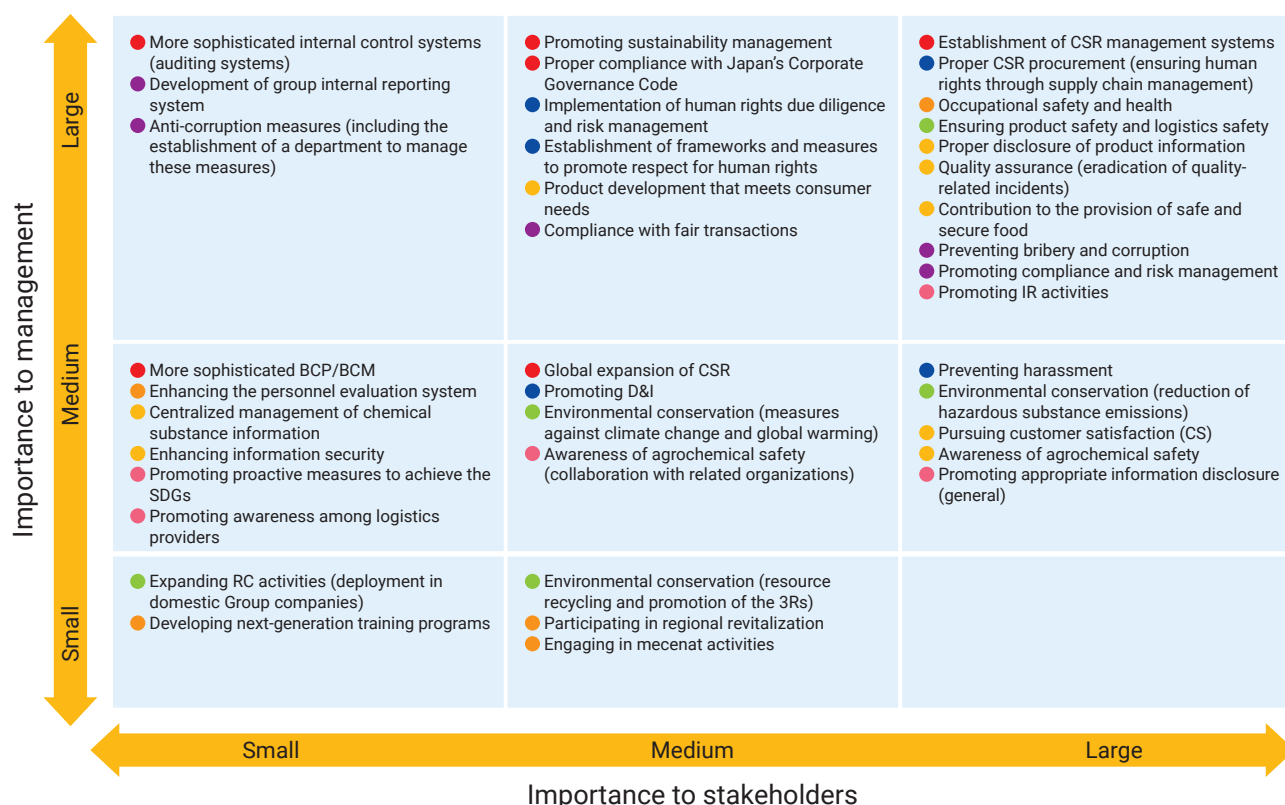 Importance to management
Large
Medium
Small
More sophisticated internal control systems
(auditing systems)
Development of group internal reporting
system
Anti-corruption measures (including the
establishment of a department to manage
these measures)
Promoting sustainability management
Proper compliance with Japan's Corporate
Governance Code
Implementation of human rights due diligence
and risk management
Establishment of frameworks and measures
to promote respect for human rights
Product development that meets consumer
needs
Compliance with fair transactions
Establishment of CSR management systems
Proper CSR procurement (ensuring human
rights through supply chain management)
Occupational safety and health
Ensuring product safety and logistics safety
Proper disclosure of product information
Quality assurance (eradication of quality-
related incidents)
Contribution to the provision of safe and
secure food
Preventing bribery and corruption
Promoting compliance and risk management
Promoting IR activities
More sophisticated BCP/BCM
Enhancing the personnel evaluation system
Centralized management of chemical
substance information
Enhancing information security
Promoting proactive measures to achieve the
SDGs
Promoting awareness among logistics
providers
Global expansion of CSR
Promoting D&I
Environmental conservation (measures
against climate change and global warming)
Awareness of agrochemical safety
(collaboration with related organizations)
Preventing harassment
Environmental conservation (reduction of
hazardous substance emissions)
Pursuing customer satisfaction (CS)
Awareness of agrochemical safety
Promoting appropriate information disclosure
(general)
Expanding RC activities (deployment in
domestic Group companies)
Developing next-generation training programs
Environmental conservation (resource
recycling and promotion of the 3Rs)
Participating in regional revitalization
Engaging in mecenat activities
Small
Medium
Large
Importance to stakeholders